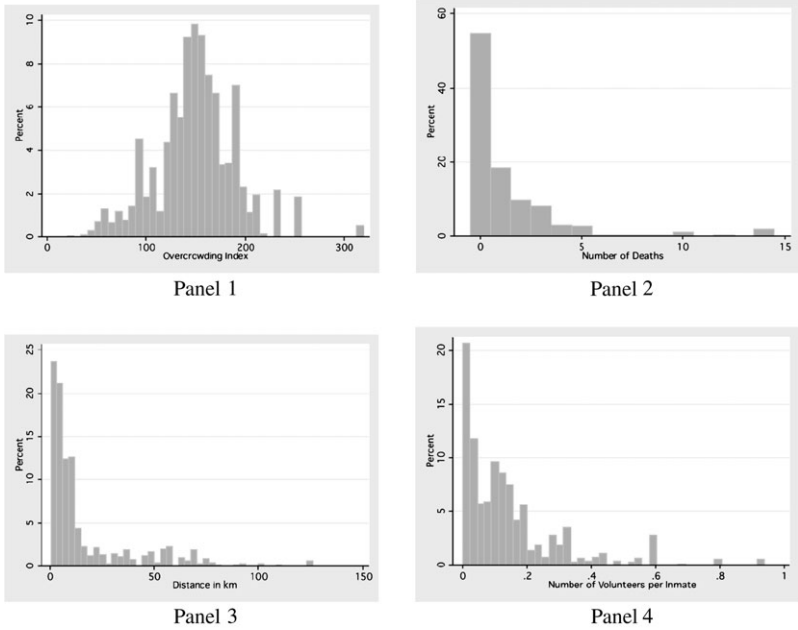 10
8
6
4
2
0
Percent
0 100 200 300
Overcrowding Index
Panel 1
60
40
20
0
Percent
0 5 10 15
Number of Deaths
Panel 2
25
20
15
10
5
0
Percent
0 50 100 150
Distance in km
Panel 3
20
15
10
5
0
Percent
0 .2 .4 .6 .8 1
Number of Volunteers per Inmate
Panel 4